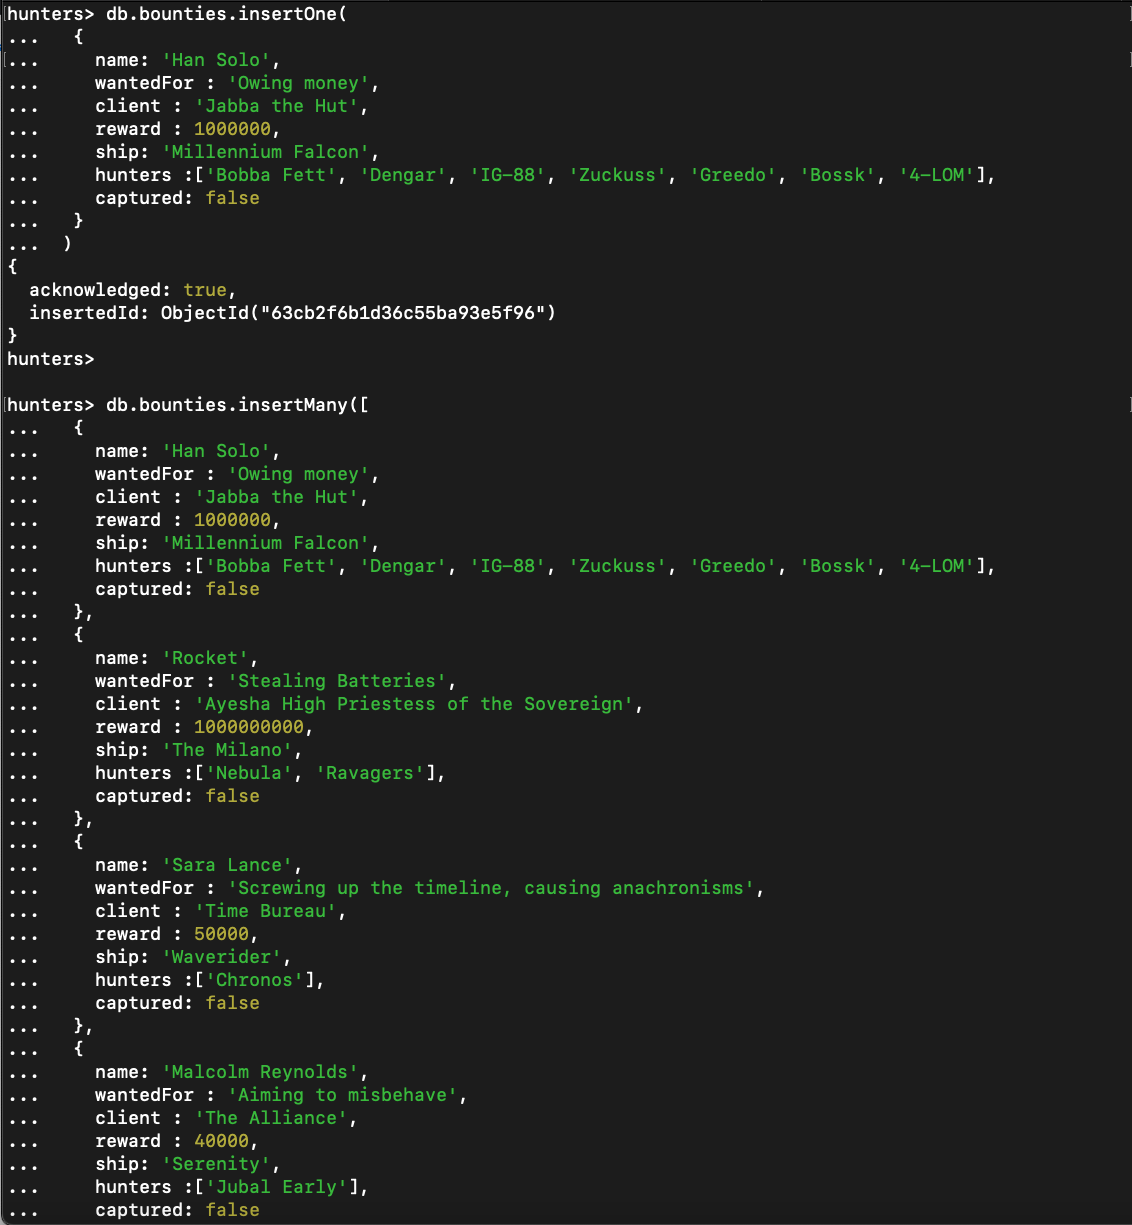 hunters> db.bounties.insertOne(
...   {
...     name: 'Han Solo',
...     wantedFor : 'Owing money',
...     client : 'Jabba the Hut',
...     reward : 1000000,
...     ship: 'Millennium Falcon',
...     hunters :['Bobba Fett', 'Dengar', 'IG-88', 'Zuckuss', 'Greedo', 'Bossk', '4-LOM'],
...     captured: false
...   }
...  )
{
  acknowledged: true,
  insertedId: ObjectId("63cb2f6b1d36c55ba93e5f96")
}
hunters>
hunters> db.bounties.insertMany([
...   {
...     name: 'Han Solo',
...     wantedFor : 'Owing money',
...     client : 'Jabba the Hut',
...     reward : 1000000,
...     ship: 'Millennium Falcon',
...     hunters :['Bobba Fett', 'Dengar', 'IG-88', 'Zuckuss', 'Greedo', 'Bossk', '4-LOM'],
...     captured: false
...   },
...   {
...     name: 'Rocket',
...     wantedFor : 'Stealing Batteries',
...     client : 'Ayesha High Priestess of the Sovereign',
...     reward : 1000000000,
...     ship: 'The Milano',
...     hunters :['Nebula', 'Ravagers'],
...     captured: false
...   },
...   {
...     name: 'Sara Lance',
...     wantedFor : 'Screwing up the timeline, causing anachronisms',
...     client : 'Time Bureau',
...     reward : 50000,
...     ship: 'Waverider',
...     hunters :['Chronos'],
...     captured: false
...   },
...   {
...     name: 'Malcolm Reynolds',
...     wantedFor : 'Aiming to misbehave',
...     client : 'The Alliance',
...     reward : 40000,
...     ship: 'Serenity',
...     hunters :['Jubal Early'],
...     captured: false